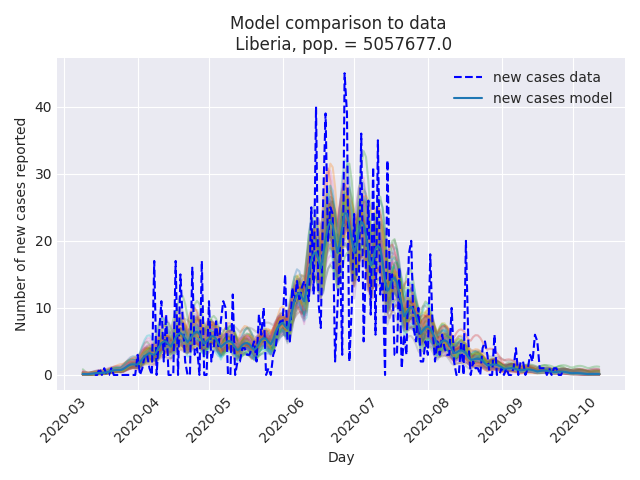 Model comparison to data
Liberia, pop. = 5057677.0
new cases data
new cases model
Number of new cases reported
40
30
20
10
0
2020-03
2020-04
2020-05
2020-06
2020-07
2020-08
2020-09
2020-10
Day